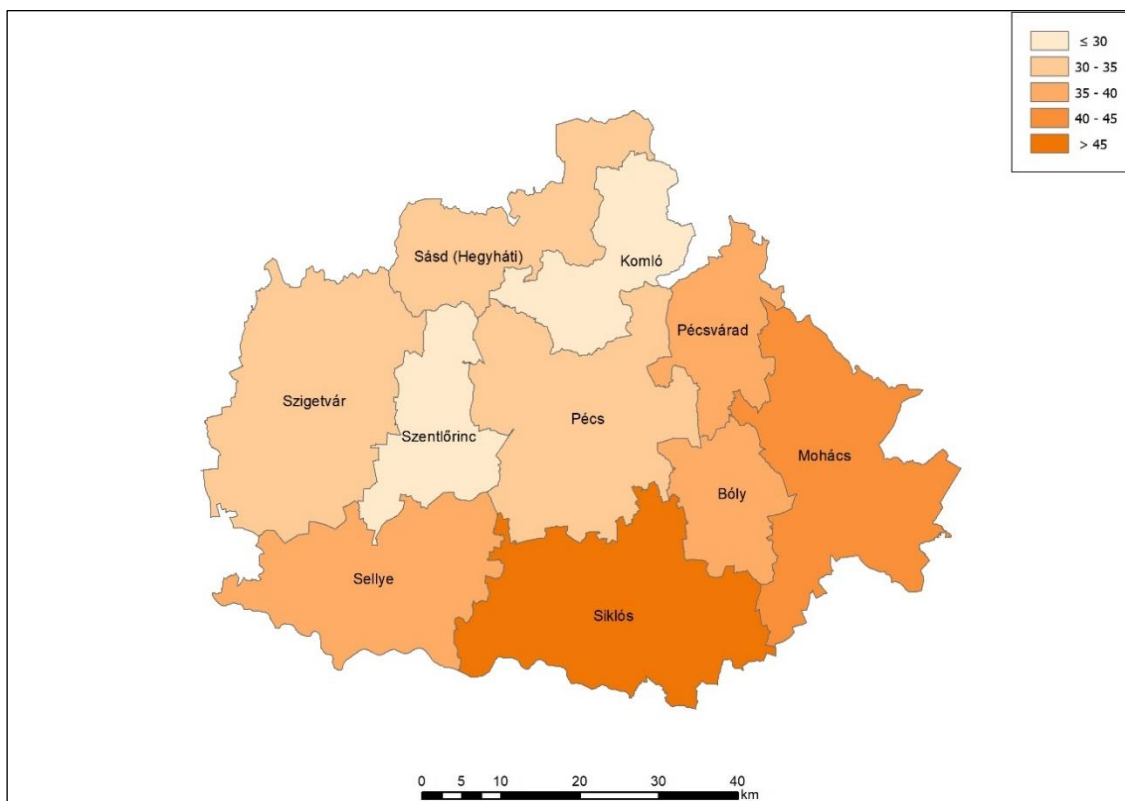 ≤ 30
30 - 35
35 - 40
40 - 45
> 45
Sásd (Hegyháti)
Komló
Pécsvárad
Szigetvár
Szentlőrinc
Pécs
Mohács
Bóly
Sellye
Siklós
0 5 10 20 30 40
km